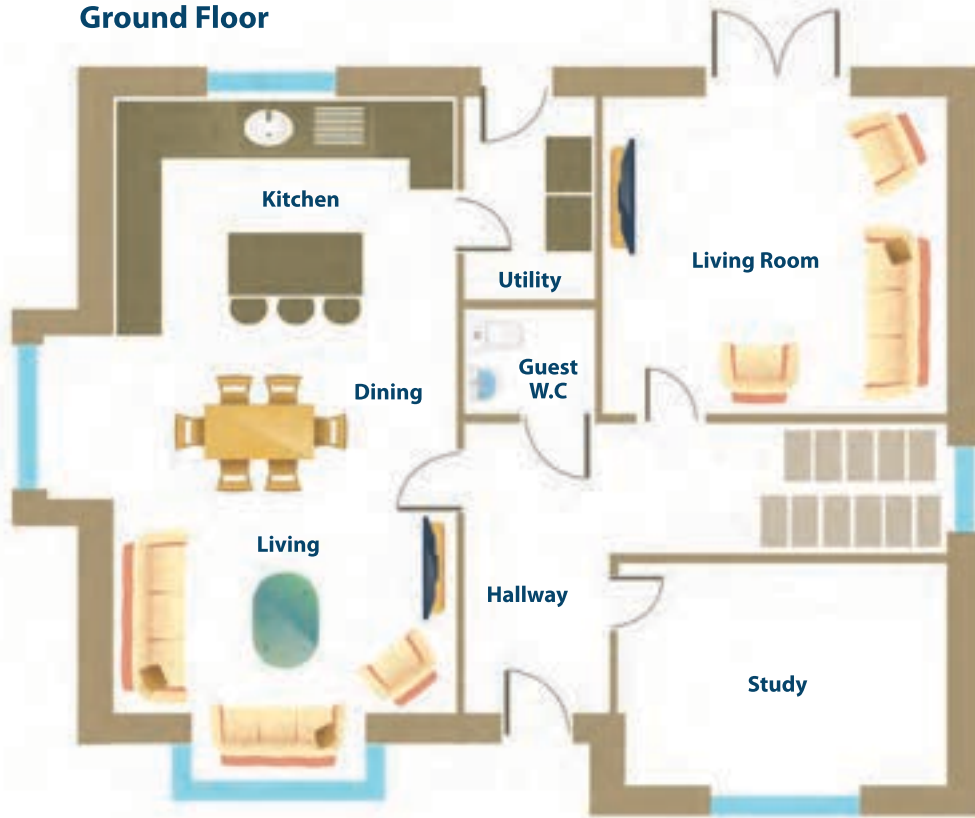 Ground Floor
Kitchen
Utility
Living Room
Guest
W.C
Dining
Living
Hallway
Study